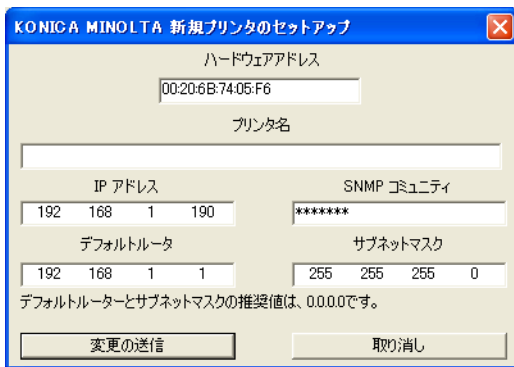 KONICA MINOLTA 新規プリンタのセットアップ
ハードウェアアドレス
00:20:6B:74:05:F6
プリンタ名
IP アドレス SNMP コミュニティ
192 168 1 190 *******
デフォルトルータ サブネットマスク
192 168 1 1 255 255 255 0
デフォルトルーターとサブネットマスクの推奨値は、0.0.0.0です。
変更の送信 取り消し